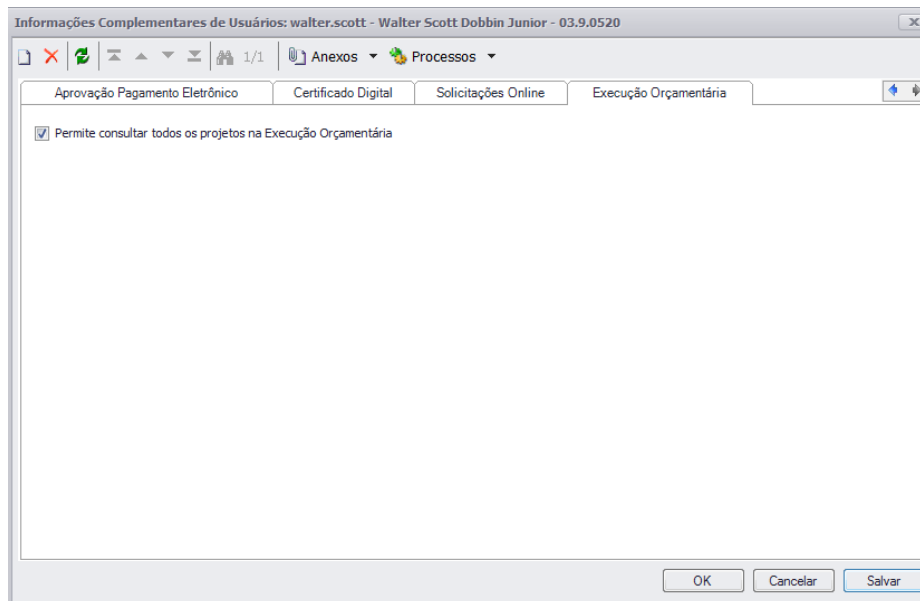 Informações Complementares de Usuários: walter.scott - Walter Scott Dobbin Junior - 03.9.0520
1/1 Anexos Processos
Aprovação Pagamento Eletrônico Certificado Digital Solicitações Online Execução Orçamentária
Permite consultar todos os projetos na Execução Orçamentária
OK Cancelar Salvar